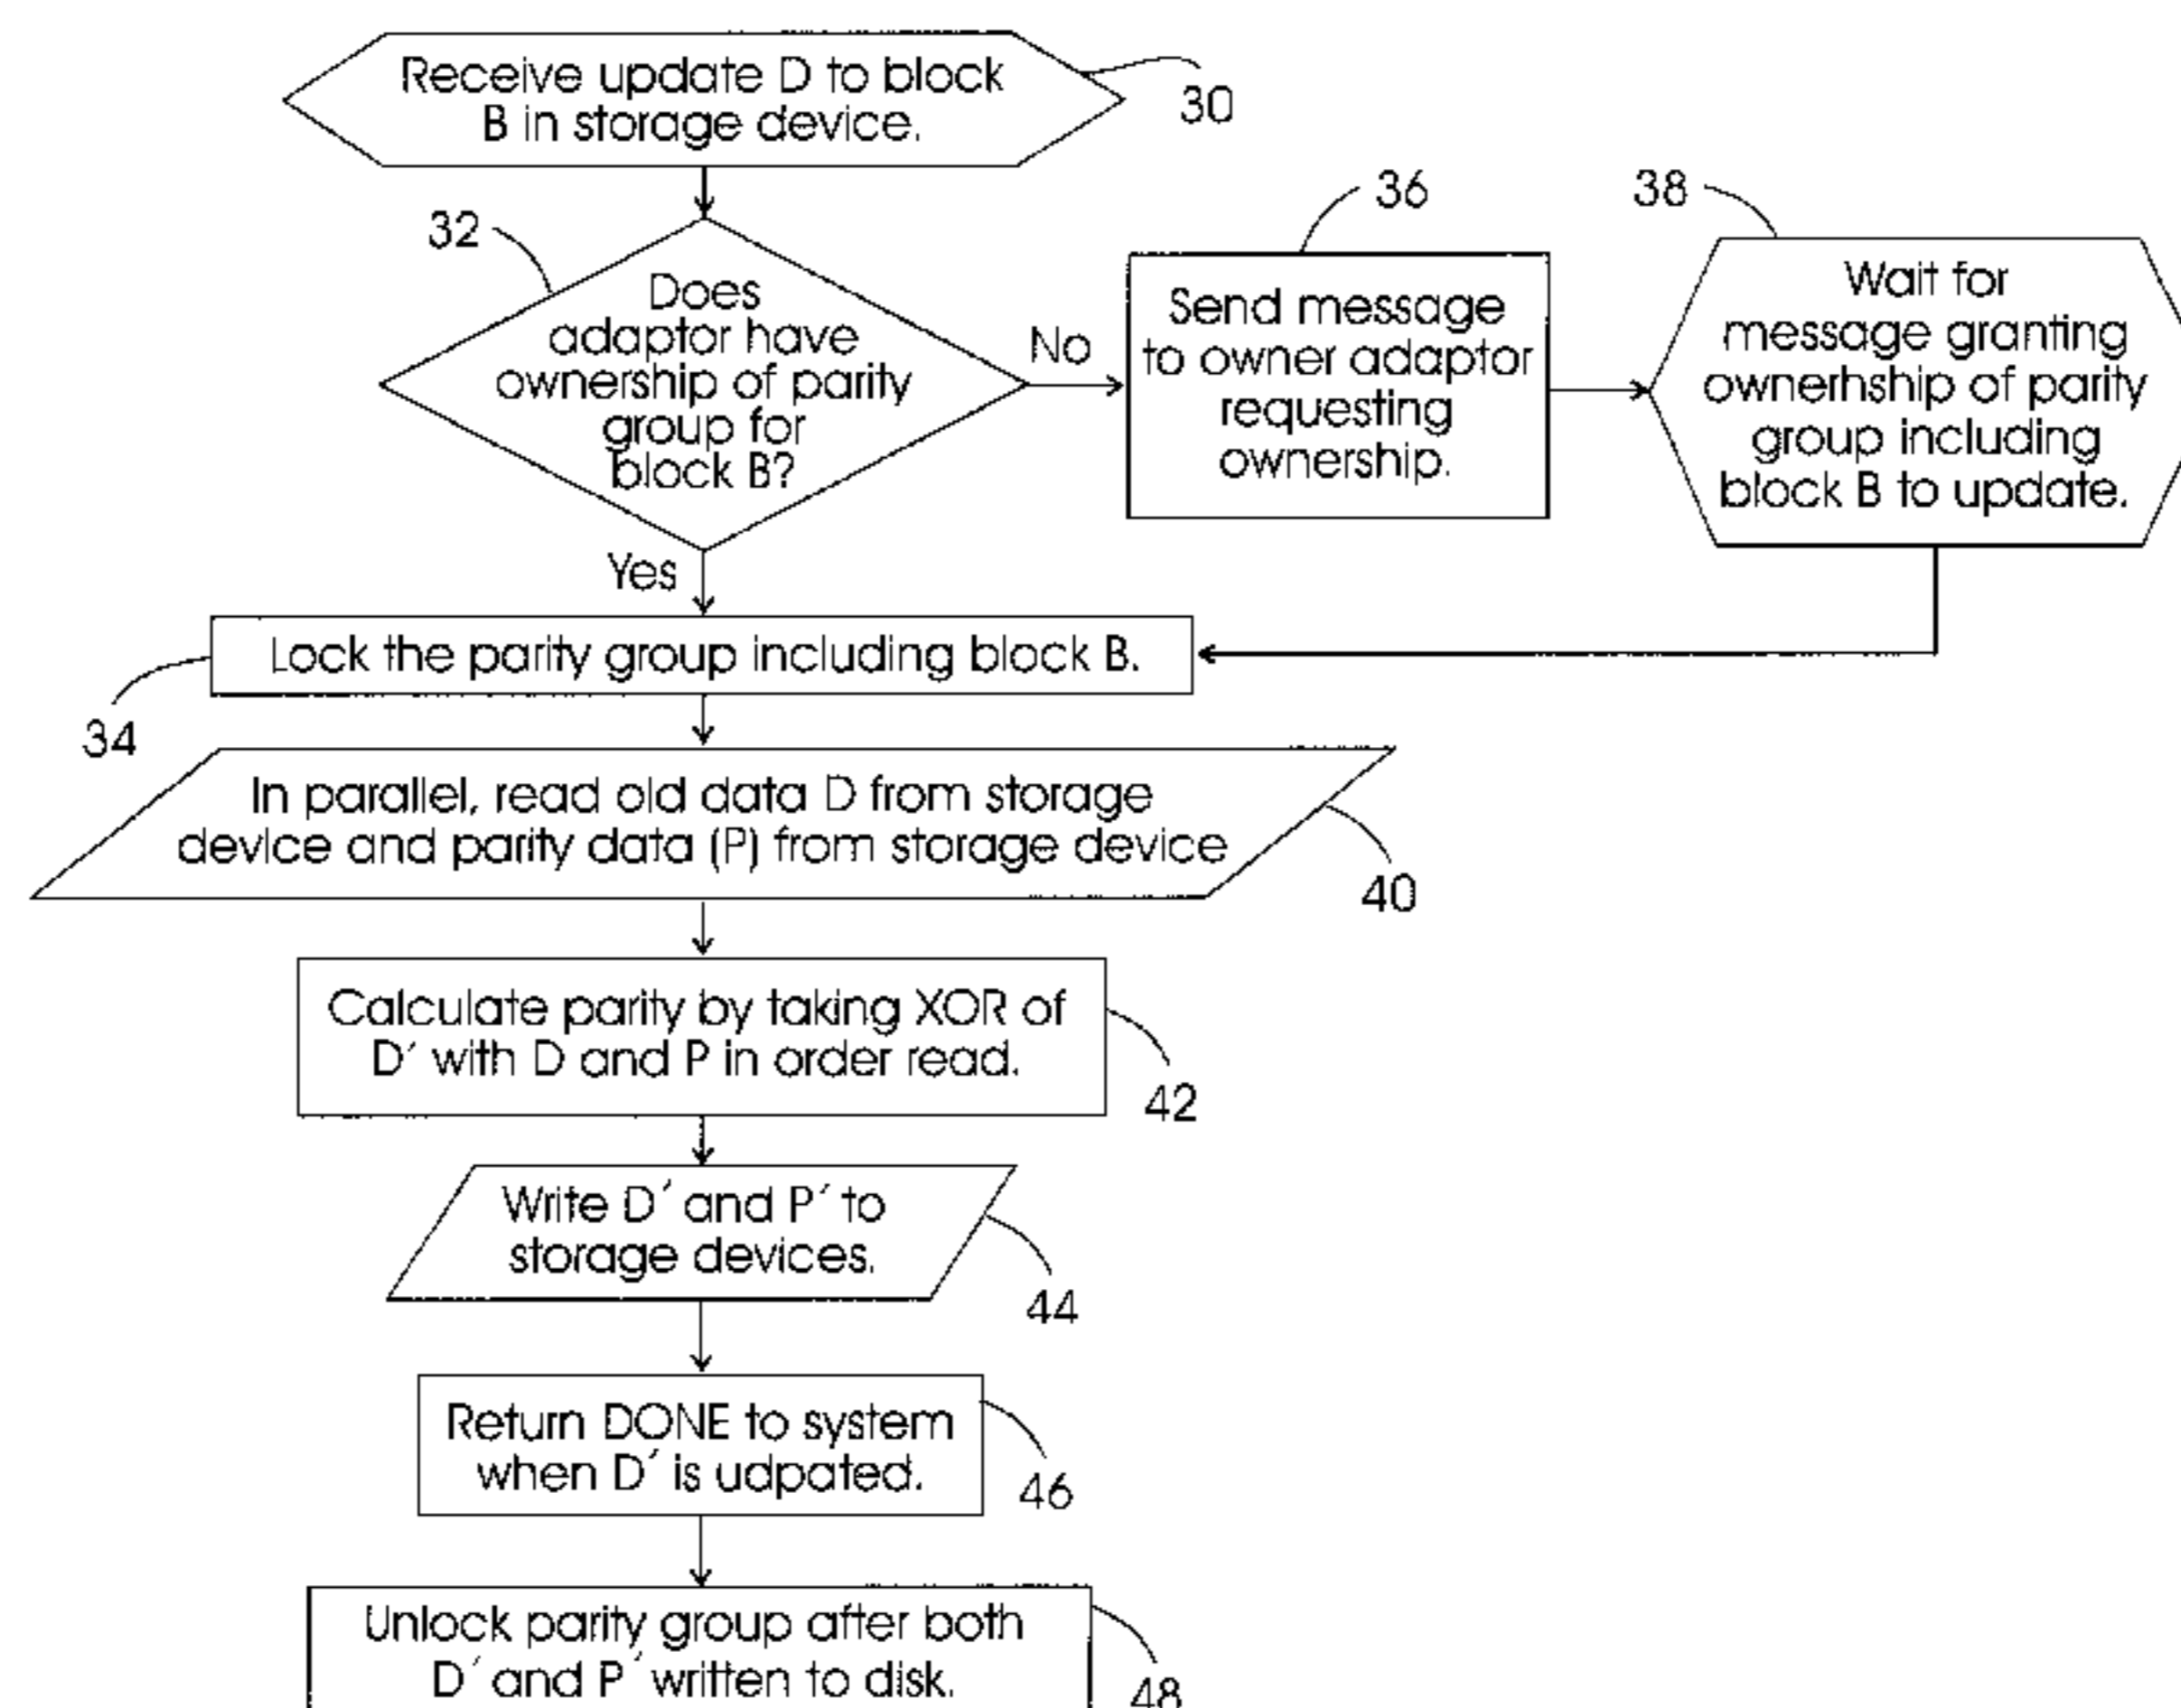 Receive update D to block
B in storage device.
30
32
Does
adaptor have
ownership of parity
group for
block B?
No
Yes
36
Send message
to owner adaptor
requesting
ownership.
38
Wait for
message granting
ownerhship of parity
group including
block B to update.
Lock the parity group including block B.
34
In parallel, read old data D from storage
device and parity data (P) from storage device
40
Calculate parity by taking XOR of
D´ with D and P in order read.
42
Write D´ and P´ to
storage devices.
44
Return DONE to system
when D´ is udpated.
46
Unlock parity group after both
D´ and P´ written to disk.
48